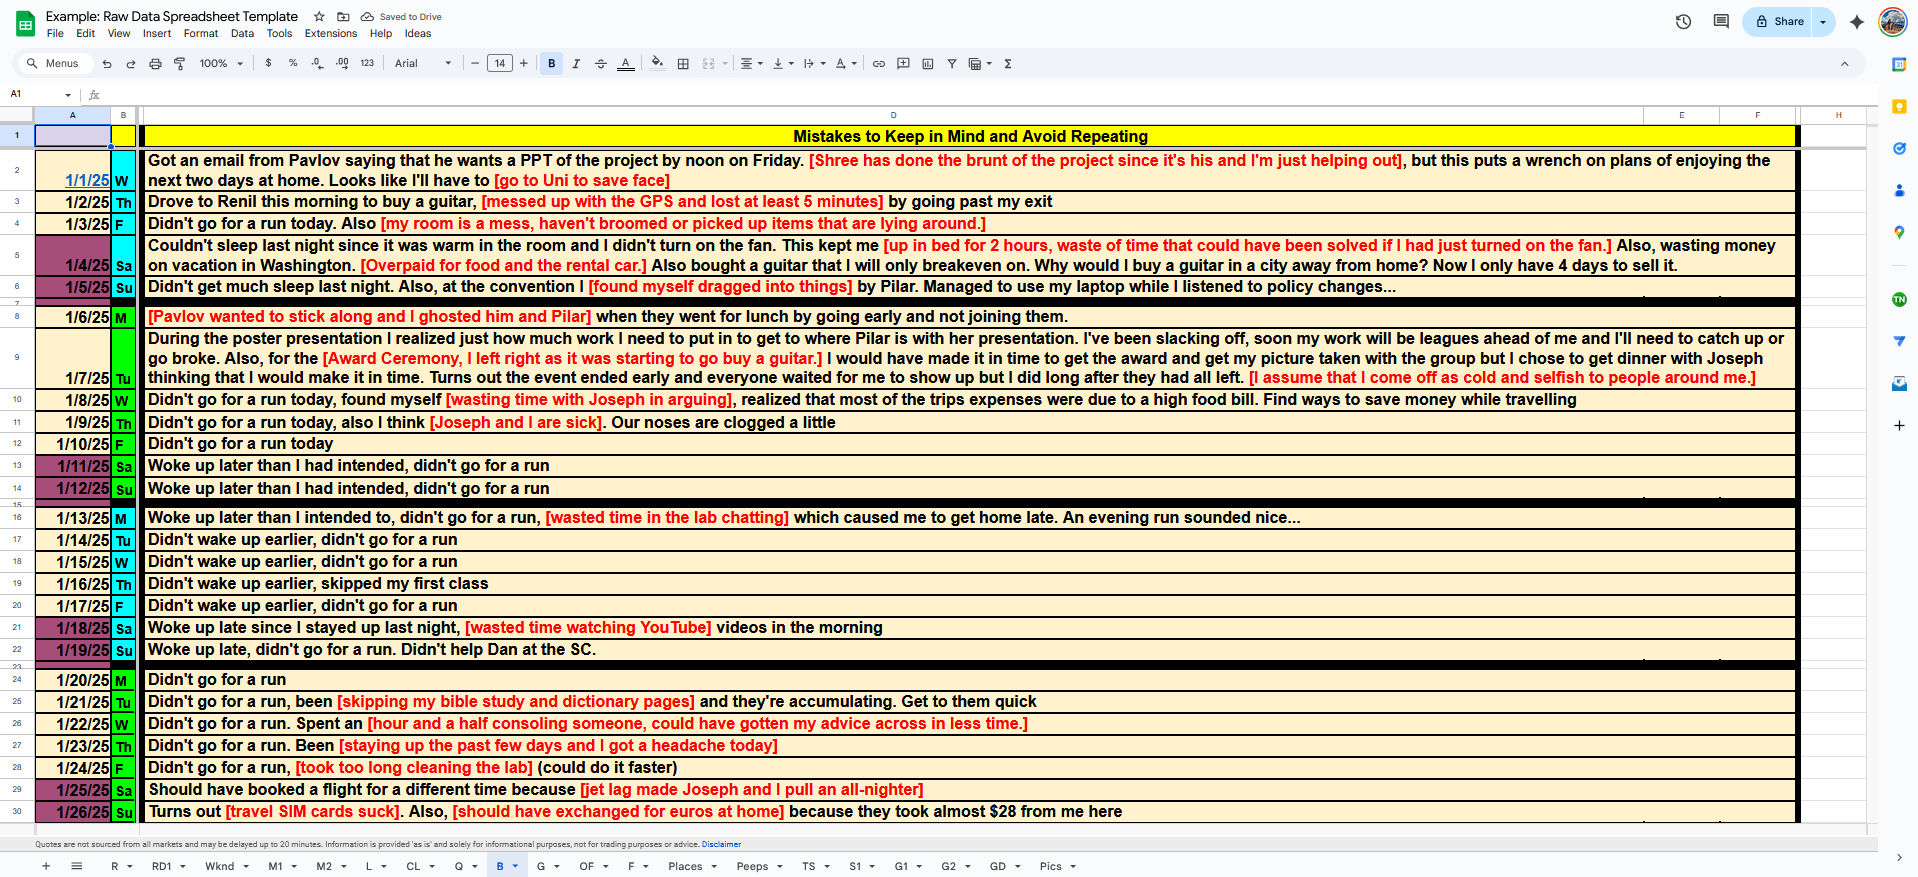 Example: Raw Data Spreadsheet Template Saved to Drive
File Edit View Insert Format Data Tools Extensions Help Ideas
Share
Menus 100% $ % .0 .00 123 Arial 14 B I A
A1 fx
A B D E F H
1 Mistakes to Keep in Mind and Avoid Repeating
2 1/1/25 W Got an email from Pavlov saying that he wants a PPT of the project by noon on Friday. [Shree has done the brunt of the project since it's his and I'm just helping out], but this puts a wrench on plans of enjoying the
next two days at home. Looks like I'll have to [go to Uni to save face]
3 1/2/25 Th Drove to Renil this morning to buy a guitar, [messed up with the GPS and lost at least 5 minutes] by going past my exit
4 1/3/25 F Didn't go for a run today. Also [my room is a mess, haven't broomed or picked up items that are lying around.]
5 1/4/25 Sa Couldn't sleep last night since it was warm in the room and I didn't turn on the fan. This kept me [up in bed for 2 hours, waste of time that could have been solved if I had just turned on the fan.] Also, wasting money
on vacation in Washington. [Overpaid for food and the rental car.] Also bought a guitar that I will only breakeven on. Why would I buy a guitar in a city away from home? Now I only have 4 days to sell it.
6 1/5/25 Su Didn't get much sleep last night. Also, at the convention I [found myself dragged into things] by Pilar. Managed to use my laptop while I listened to policy changes...
7
8 1/6/25 M [Pavlov wanted to stick along and I ghosted him and Pilar] when they went for lunch by going early and not joining them.
9 1/7/25 Tu During the poster presentation I realized just how much work I need to put in to get to where Pilar is with her presentation. I've been slacking off, soon my work will be leagues ahead of me and I'll need to catch up or
go broke. Also, for the [Award Ceremony, I left right as it was starting to go buy a guitar.] I would have made it in time to get the award and get my picture taken with the group but I chose to get dinner with Joseph
thinking that I would make it in time. Turns out the event ended early and everyone waited for me to show up but I did long after they had all left. [I assume that I come off as cold and selfish to people around me.]
10 1/8/25 W Didn't go for a run today, found myself [wasting time with Joseph in arguing], realized that most of the trips expenses were due to a high food bill. Find ways to save money while travelling
11 1/9/25 Th Didn't go for a run today, also I think [Joseph and I are sick]. Our noses are clogged a little
12 1/10/25 F Didn't go for a run today
13 1/11/25 Sa Woke up later than I had intended, didn't go for a run
14 1/12/25 Su Woke up later than I had intended, didn't go for a run
15
16 1/13/25 M Woke up later than I intended to, didn't go for a run, [wasted time in the lab chatting] which caused me to get home late. An evening run sounded nice...
17 1/14/25 Tu Didn't wake up earlier, didn't go for a run
18 1/15/25 W Didn't wake up earlier, didn't go for a run
19 1/16/25 Th Didn't wake up earlier, skipped my first class
20 1/17/25 F Didn't wake up earlier, didn't go for a run
21 1/18/25 Sa Woke up late since I stayed up last night, [wasted time watching YouTube] videos in the morning
22 1/19/25 Su Woke up late, didn't go for a run. Didn't help Dan at the SC.
23
24 1/20/25 M Didn't go for a run
25 1/21/25 Tu Didn't go for a run, been [skipping my bible study and dictionary pages] and they're accumulating. Get to them quick
26 1/22/25 W Didn't go for a run. Spent an [hour and a half consoling someone, could have gotten my advice across in less time.]
27 1/23/25 Th Didn't go for a run. Been [staying up the past few days and I got a headache today]
28 1/24/25 F Didn't go for a run, [took too long cleaning the lab] (could do it faster)
29 1/25/25 Sa Should have booked a flight for a different time because [jet lag made Joseph and I pull an all-nighter]
30 1/26/25 Su Turns out [travel SIM cards suck]. Also, [should have exchanged for euros at home] because they took almost $28 from me here
Quotes are not sourced from all markets and may be delayed up to 20 minutes. Information is provided 'as is' and solely for informational purposes, not for trading purposes or advice. Disclaimer
R RD1 Wknd M1 M2 L CL Q B G OF F Places Peeps TS S1 G1 G2 GD Pics
31
TN